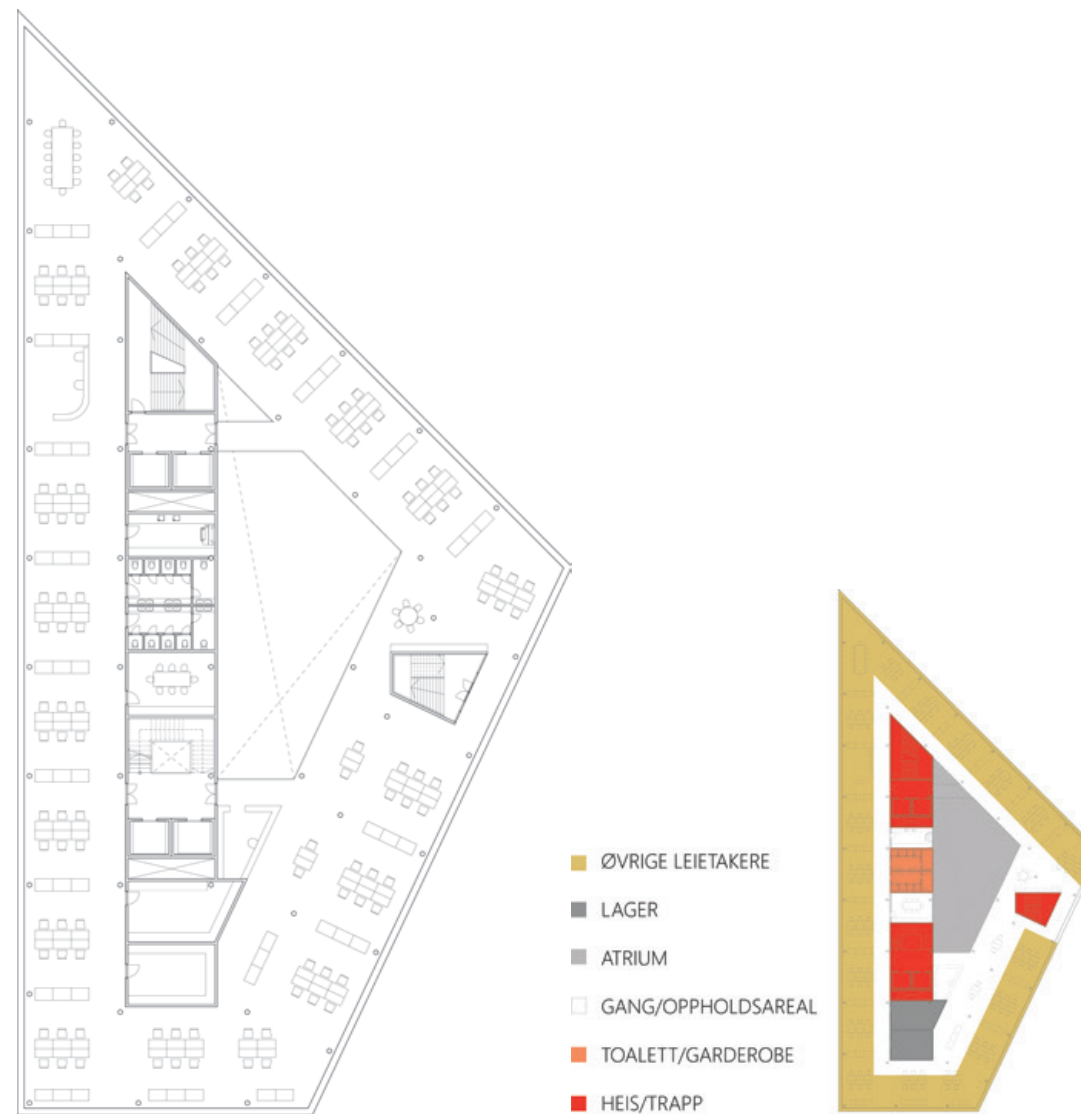 ØVRIGE LEIETAKERE
LAGER
ATRIUM
GANG/OPPHOLDSAREAL
TOALETT/GARDEROBE
HEIS/TRAPP